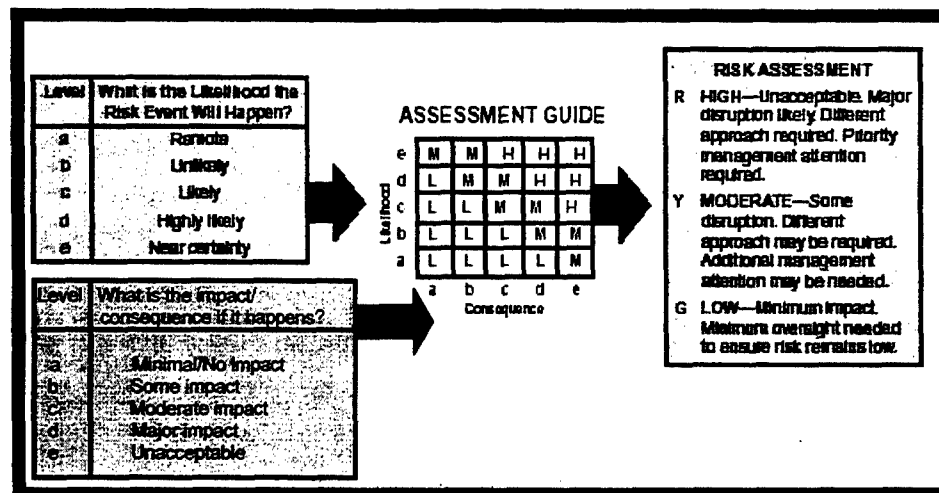 Level What is the Likelihood the
Risk Event Will Happen?
a Remote
b Unlikely
c Likely
d Highly likely
e Near certainty
Level What is the impact/
consequence if it happens?
a Minimal/No impact
b Some impact
c Moderate impact
d Major impact
e Unacceptable
ASSESSMENT GUIDE
Likelihood
e M M H H H
d L M M H H
c L L M M H
b L L L M M
a L L L L M
a b c d e
Consequence
RISK ASSESSMENT
R HIGH—Unacceptable. Major
disruption likely. Different
approach required. Priority
management attention
required.
Y MODERATE—Some
disruption. Different
approach may be required.
Additional management
attention may be needed.
G LOW—Minimum impact.
Minimum oversight needed
to ensure risk remains low.